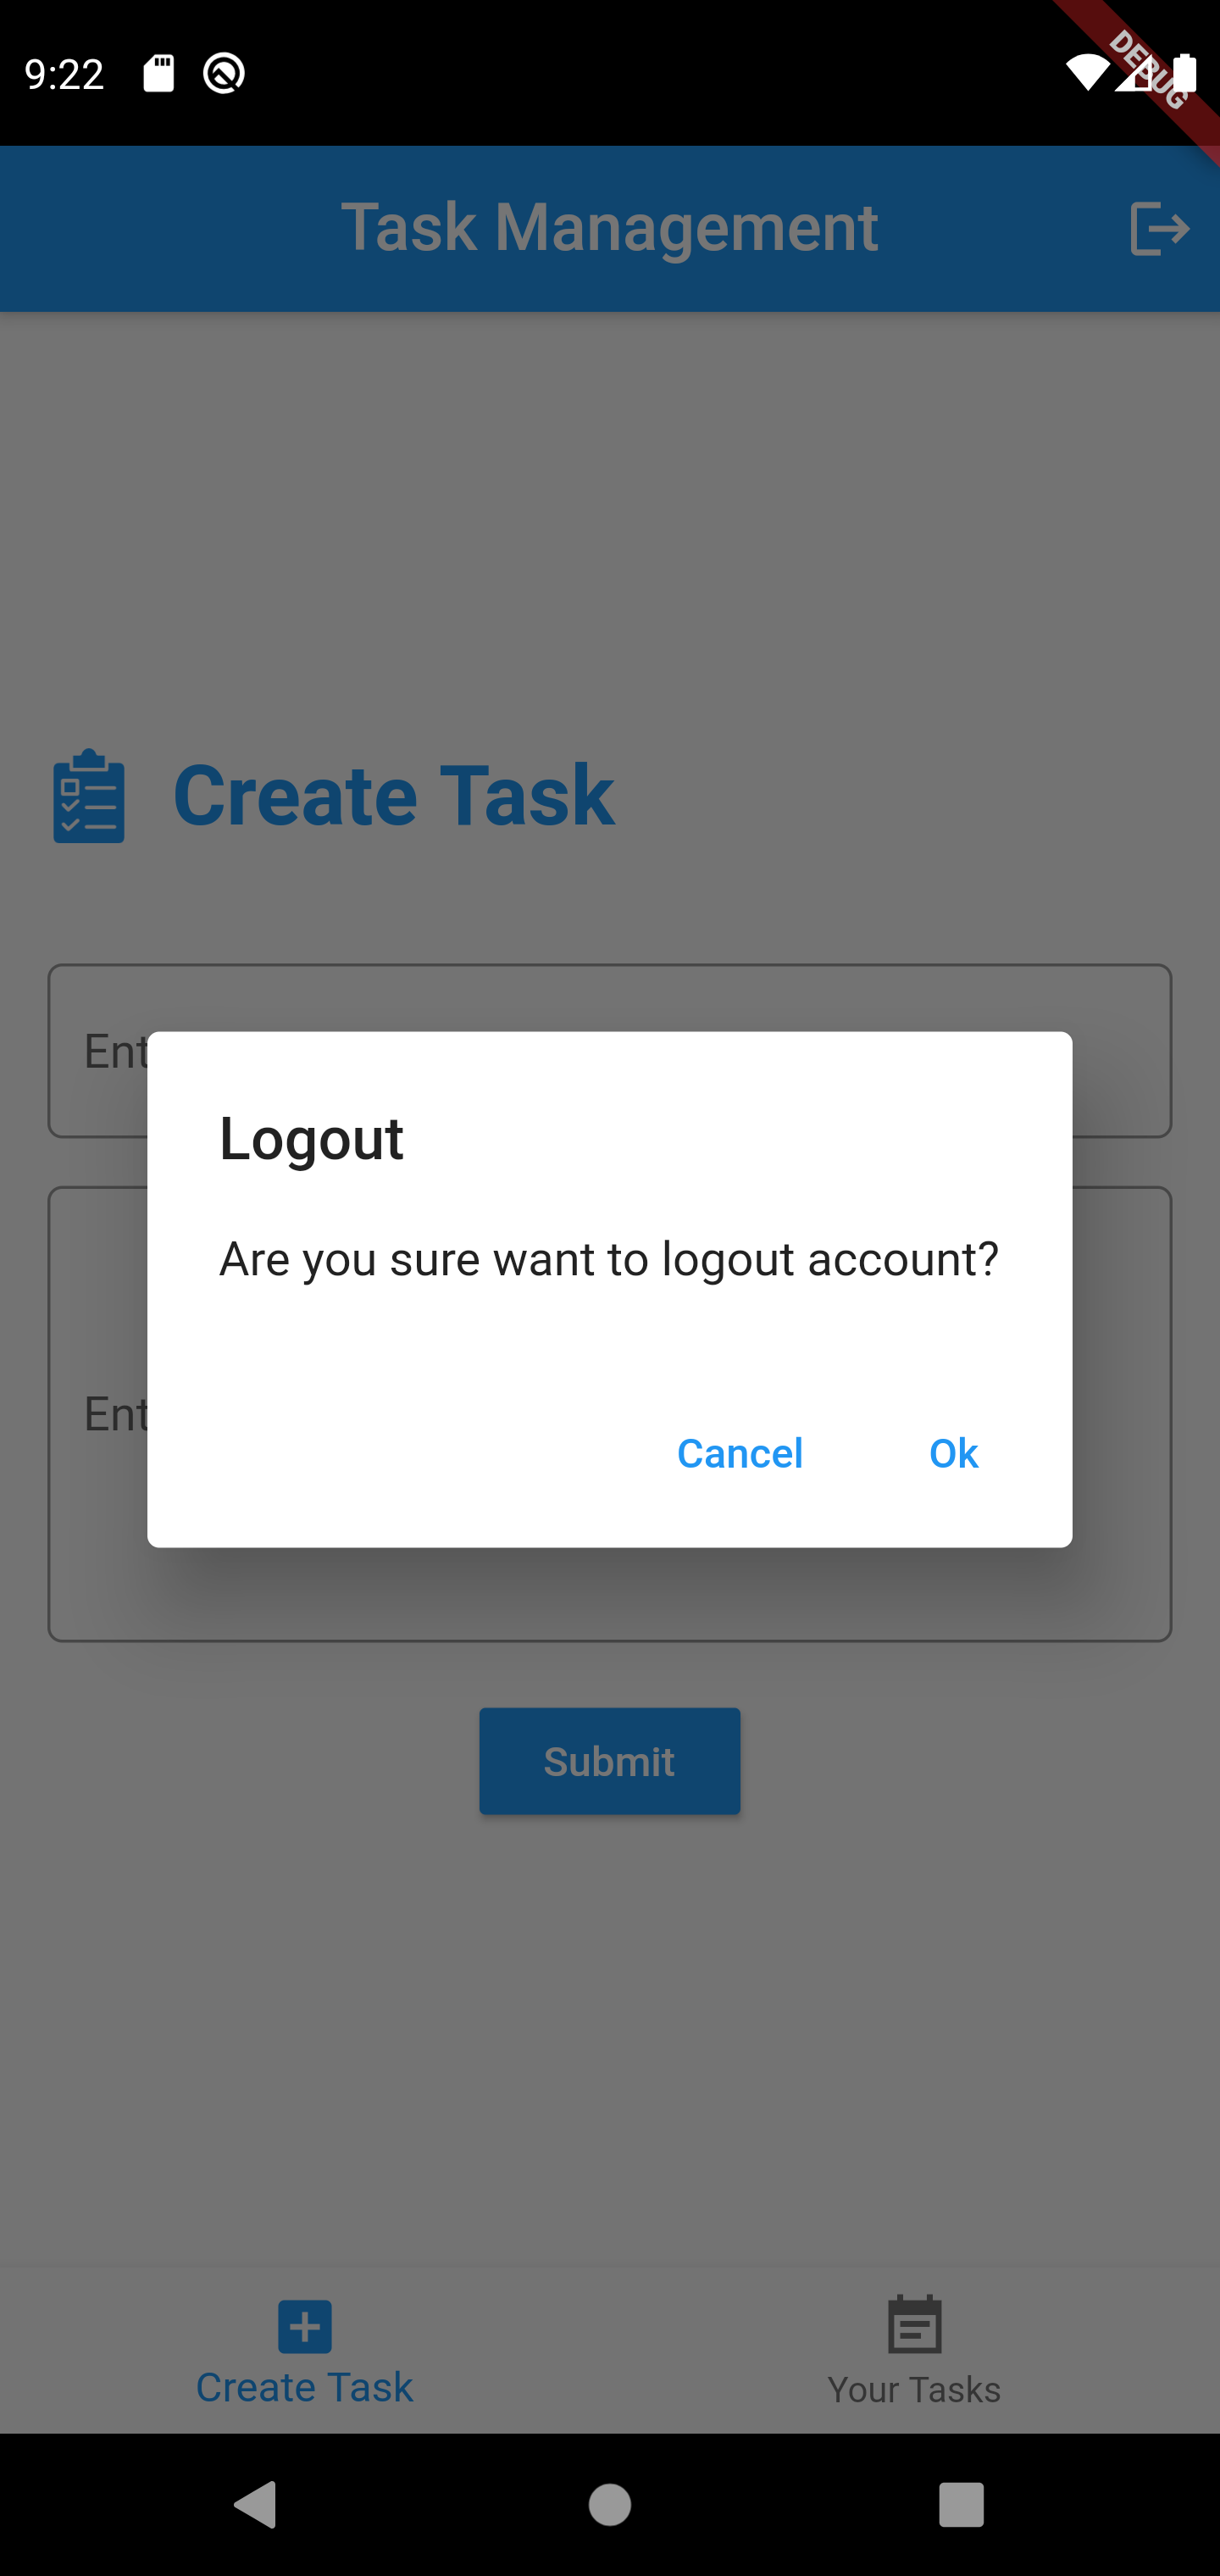 9:22
DEBUG
Task Management
Create Task
Ent
Logout
Are you sure want to logout account?
Ent
Cancel Ok
Submit
Create Task Your Tasks